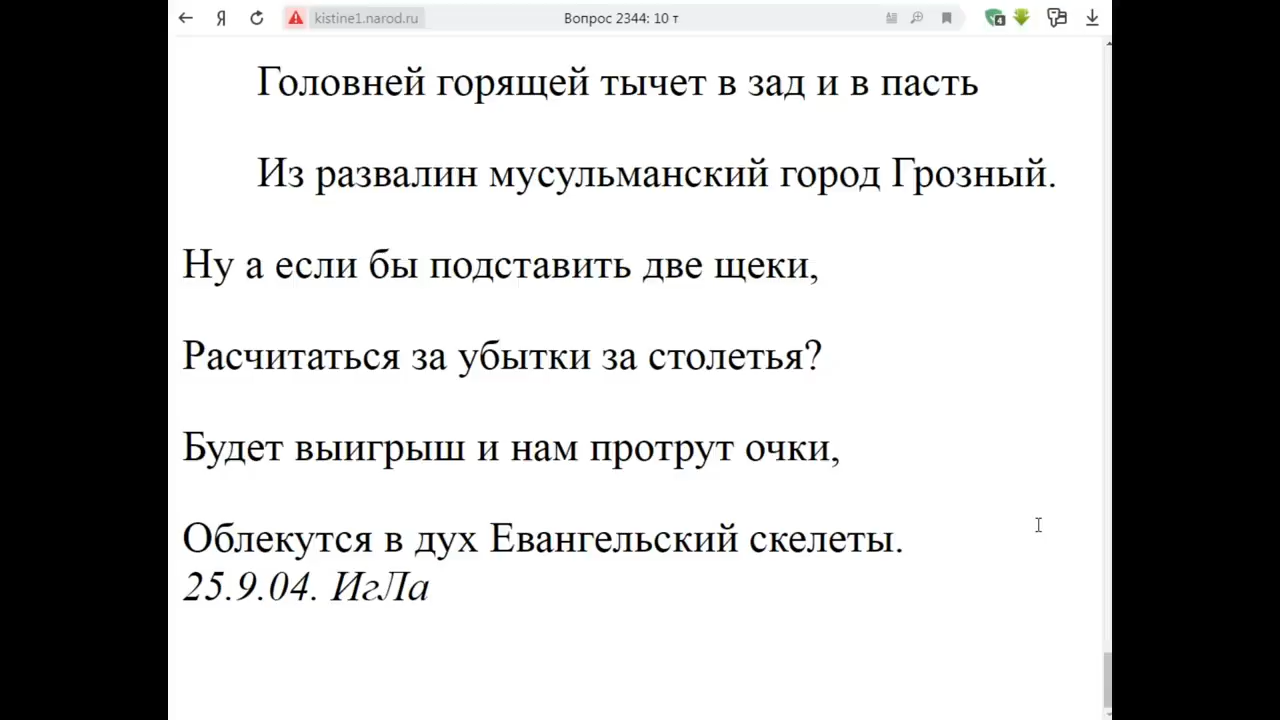 Я
kistine1.narod.ru
Вопрос 2344: 10 т
4
Головней горящей тычет в зад и в пасть
Из развалин мусульманский город Грозный.
Ну а если бы подставить две щеки,
Расчитаться за убытки за столетья?
Будет выигрыш и нам протрут очки,
Облекутся в дух Евангельский скелеты.
25.9.04. ИгЛа